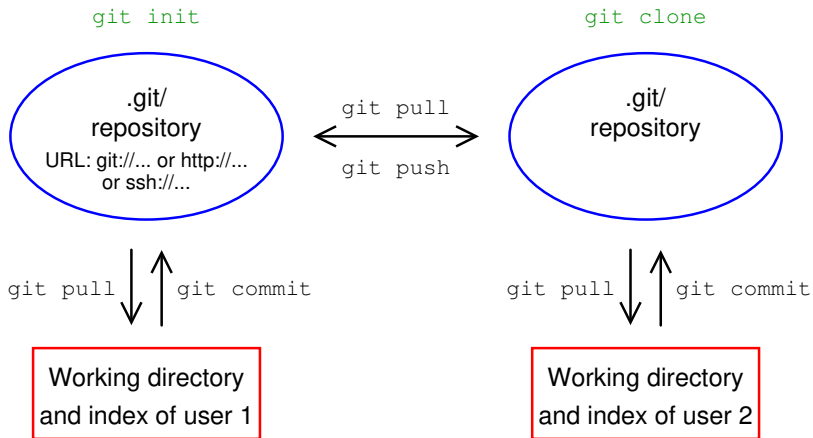 git init
git clone
.git/
repository
URL: git://... or http://...
or ssh://...
git pull
git push
.git/
repository
git pull
git commit
git pull
git commit
Working directory
and index of user 1
Working directory
and index of user 2